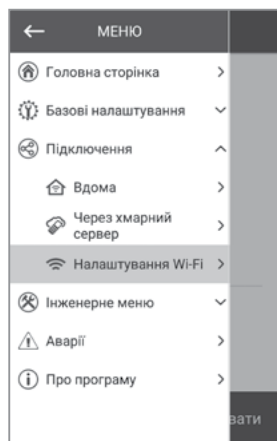 МЕНЮ
Головна сторінка
Базові налаштування
Підключення
Вдома
Через хмарний
сервер
Налаштування Wi-Fi
Інженерне меню
Аварії
Про програму
вати